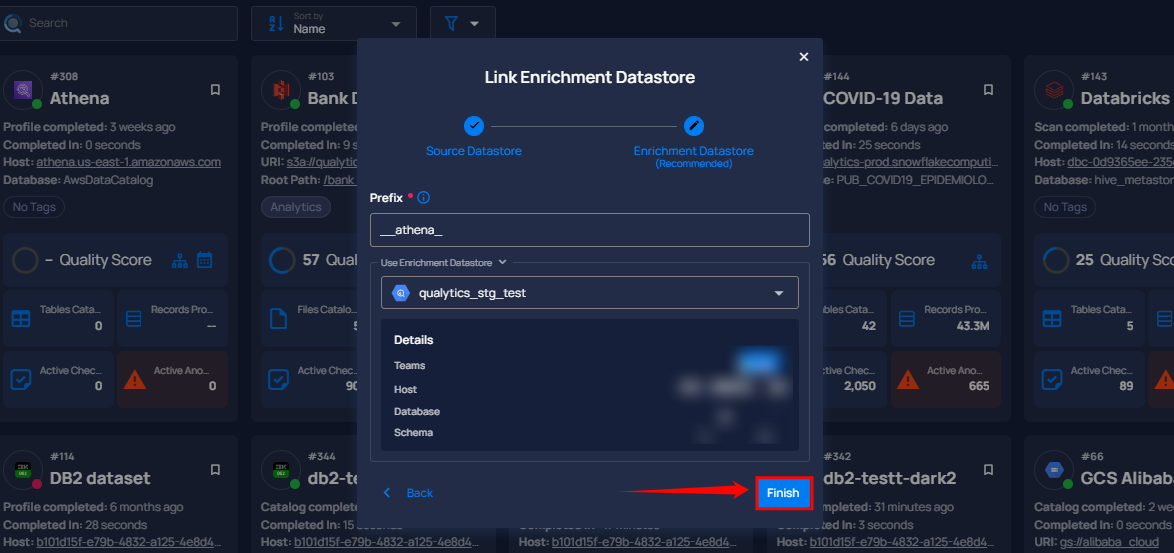 Search
Sort by
Name
#308
Athena
Profile completed: 3 weeks ago
Completed In: 0 seconds
Host: athena.us-east-1.amazonaws.com
Database: AwsDataCatalog
No Tags
– Quality Score
Tables Cata...
0
Records Pro...
—
Active Chec...
0
Active Ano...
0
#103
Bank D
Profile completed:
Completed In: 9 s
URI: s3a://qualytic
Root Path: /bank_
Analytics
57 Qual
Files Catalo
5
Active Chec
90
Link Enrichment Datastore
Source Datastore
Enrichment Datastore
(Recommended)
Prefix *
__athena_
Use Enrichment Datastore
qualytics_stg_test
Details
Teams
Host
Database
Schema
Back
Finish
#144
COVID-19 Data
completed: 6 days ago
In: 25 seconds
alytics-prod.snowflakecomputi...
e: PUB_COVID19_EPIDEMIOLO...
56 Quality Score
s Cata...
42
Records Pro...
43.3M
e Chec...
2,050
Active Ano...
665
#143
Databricks
Scan completed: 1 month
Completed In: 14 seconds
Host: dbc-0d9365ee-235
Database: hive_metastor
No Tags
25 Quality Sco
Tables Cata...
5
Active Chec...
89
#114
DB2 dataset
Profile completed: 6 months ago
Completed In: 28 seconds
Host: b101d15f-e79b-4832-a125-4e8d4...
#344
db2-te
Catalog complete
Completed In: 15 seconds
Host: b101d15f-e79b-4832-a125-4e8d4...
#342
db2-testt-dark2
completed: 31 minutes ago
Completed In: 3 seconds
Host: b101d15f-e79b-4832-a125-4e8d4...
#66
GCS Alibaba
Catalog completed: 2 wee
Completed In: 0 seconds
URI: gs://alibaba_cloud